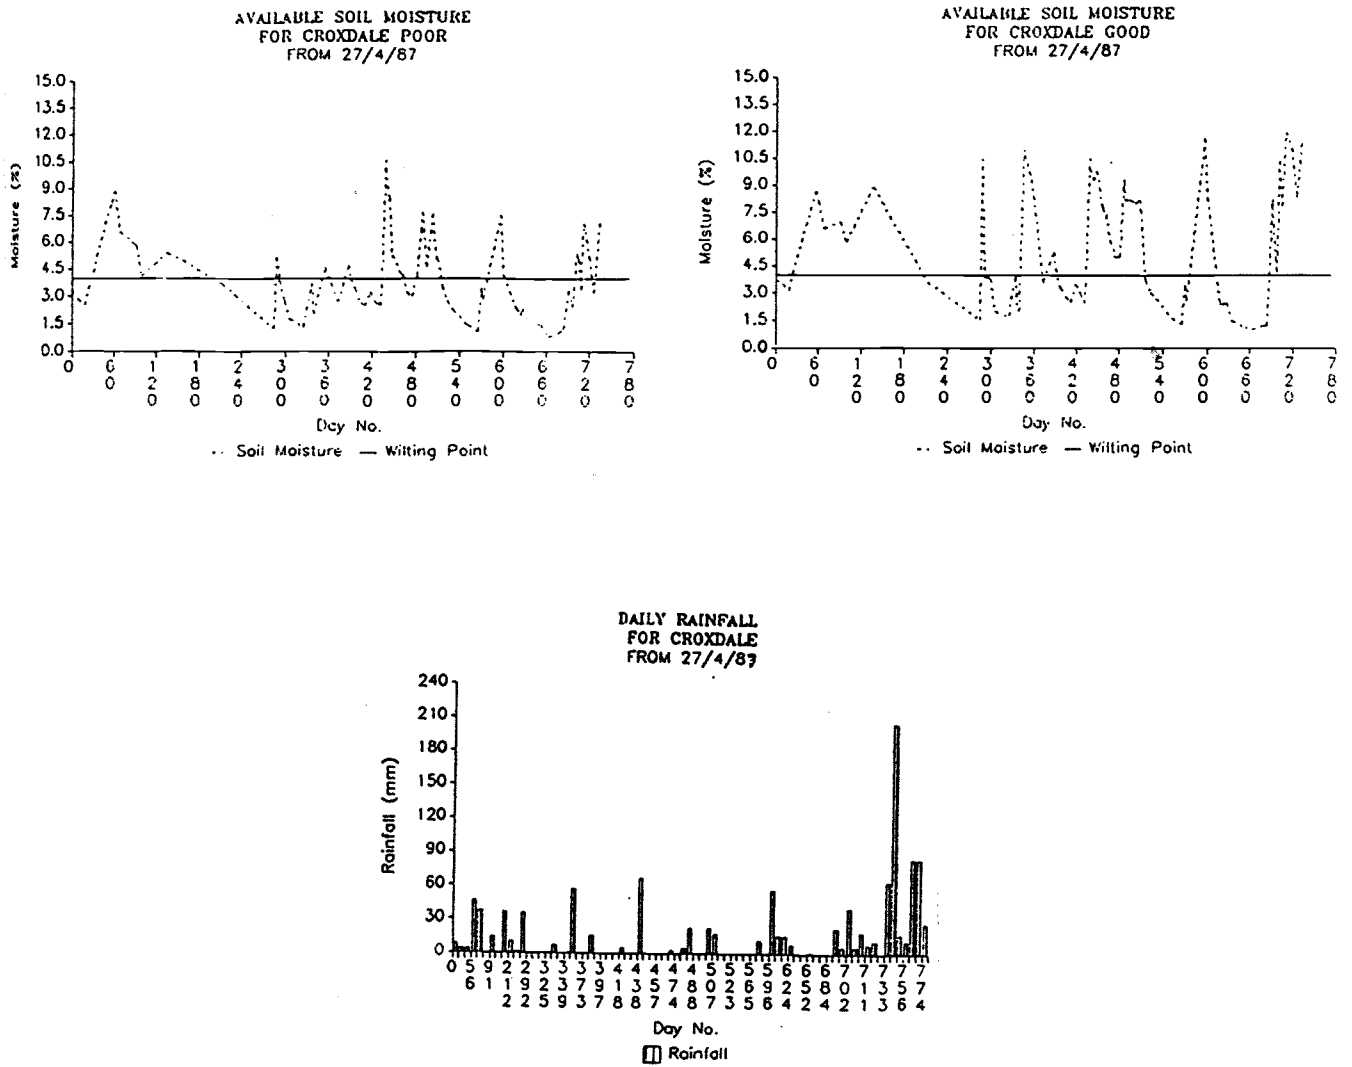 AVAILABLE SOIL MOISTURE
FOR CROXDALE POOR
FROM 27/4/87
15.0
13.5
12.0
10.5
9.0
7.5
6.0
4.5
3.0
1.5
0.0
Moisture (%)
0 60 120 180 240 300 360 420 480 540 600 660 720 780
Day No.
Soil Moisture — Wilting Point
AVAILABLE SOIL MOISTURE
FOR CROXDALE GOOD
FROM 27/4/87
15.0
13.5
12.0
10.5
9.0
7.5
6.0
4.5
3.0
1.5
0.0
Moisture (%)
0 60 120 180 240 300 360 420 480 540 600 660 720 780
Day No.
Soil Moisture — Wilting Point
DAILY RAINFALL
FOR CROXDALE
FROM 27/4/87
240
210
180
150
120
90
60
30
0
Rainfall (mm)
0 56 91 212 292 325 339 373 397 418 438 457 474 488 507 523 565 596 624 652 684 702 711 733 756 774
Day No.
Rainfall